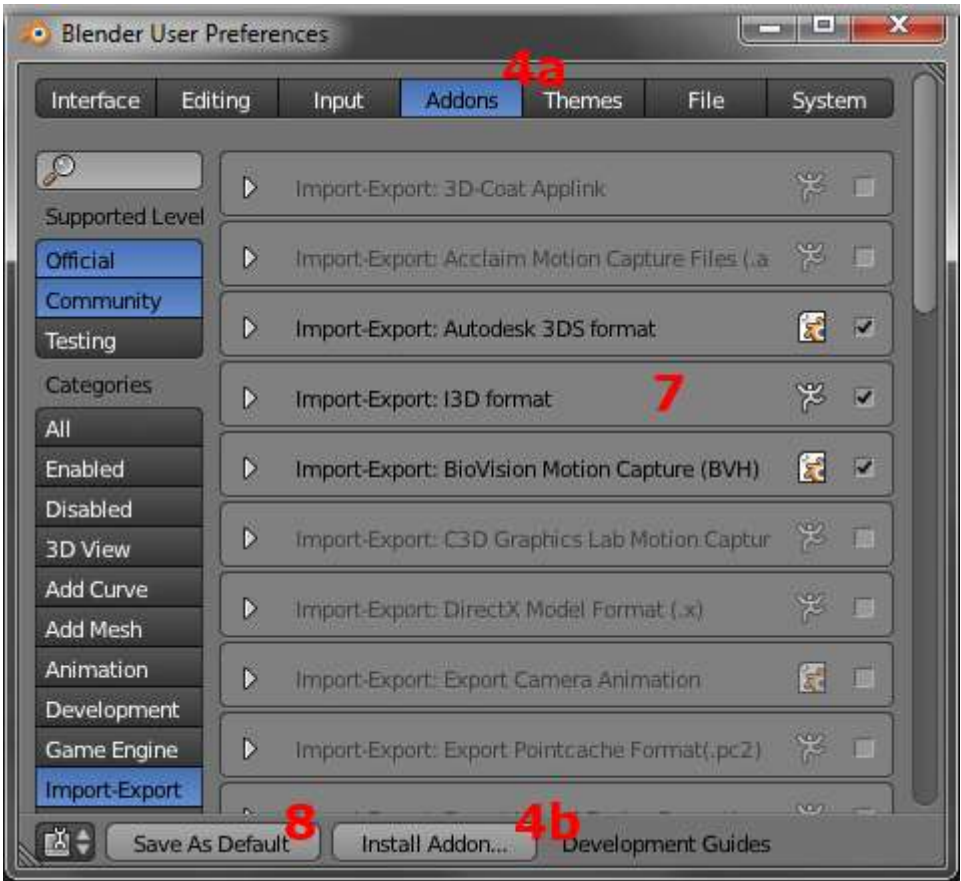 Blender User Preferences
4a
Interface Editing Input Addons Themes File System
Import-Export: 3D-Coat Applink
Supported Level
Official
Import-Export: Acclaim Motion Capture Files (.a
Community
Import-Export: Autodesk 3DS format
Testing
Categories
Import-Export: I3D format 7
All
Enabled
Import-Export: BioVision Motion Capture (BVH)
Disabled
3D View
Import-Export: C3D Graphics Lab Motion Captur
Add Curve
Import-Export: DirectX Model Format (.x)
Add Mesh
Animation
Import-Export: Export Camera Animation
Development
Game Engine
Import-Export: Export Pointcache Format(.pc2)
Import-Export
8 4b
Save As Default Install Addon... Development Guides